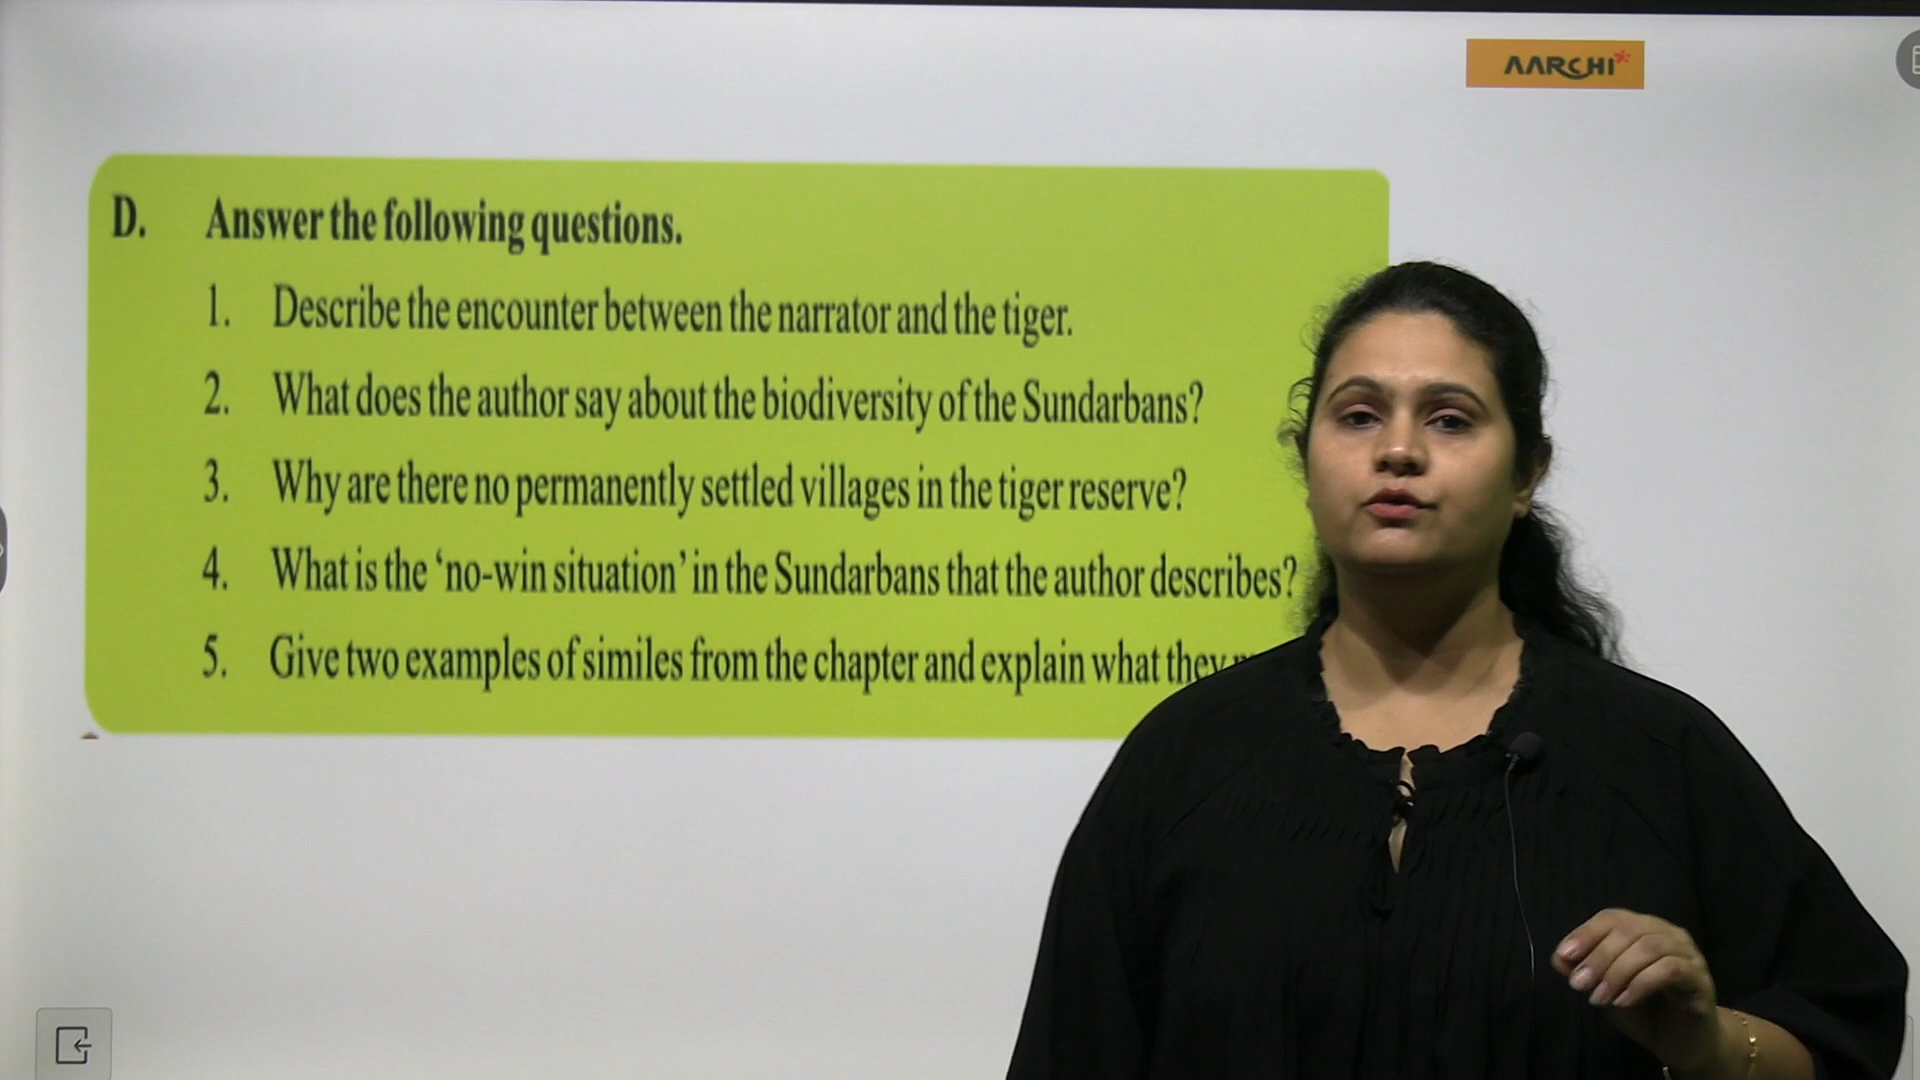 AARCHI
D. Answer the following questions.
1. Describe the encounter between the narrator and the tiger.
2. What does the author say about the biodiversity of the Sundarbans?
3. Why are there no permanently settled villages in the tiger reserve?
4. What is the ‘no-win situation’ in the Sundarbans that the author describes?
5. Give two examples of similes from the chapter and explain what they